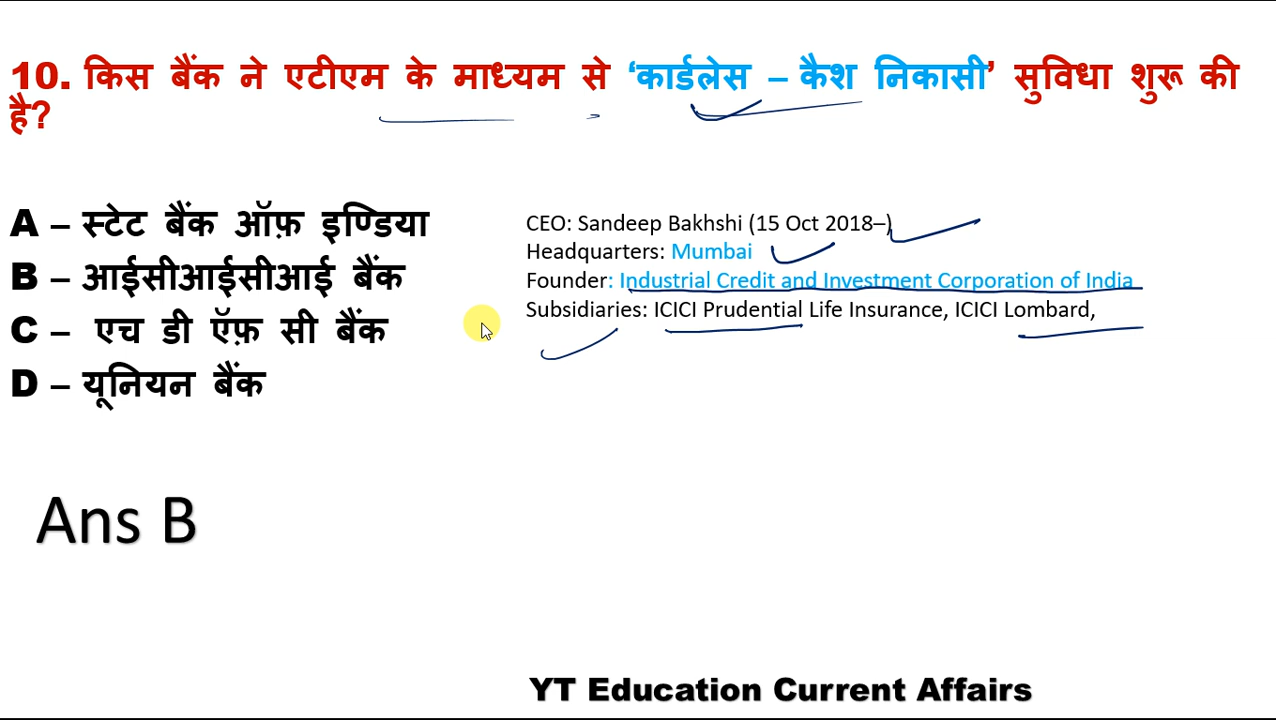 10. किस बैंक ने एटीएम के माध्यम से ‘कार्डलेस – कैश निकासी’ सुविधा शुरू की
है?
A – स्टेट बैंक ऑफ़ इण्डिया
B – आईसीआईसीआई बैंक
C – एच डी ऍफ़ सी बैंक
D – यूनियन बैंक
CEO: Sandeep Bakhshi (15 Oct 2018–)
Headquarters: Mumbai
Founder: Industrial Credit and Investment Corporation of India
Subsidiaries: ICICI Prudential Life Insurance, ICICI Lombard,
Ans B
YT Education Current Affairs